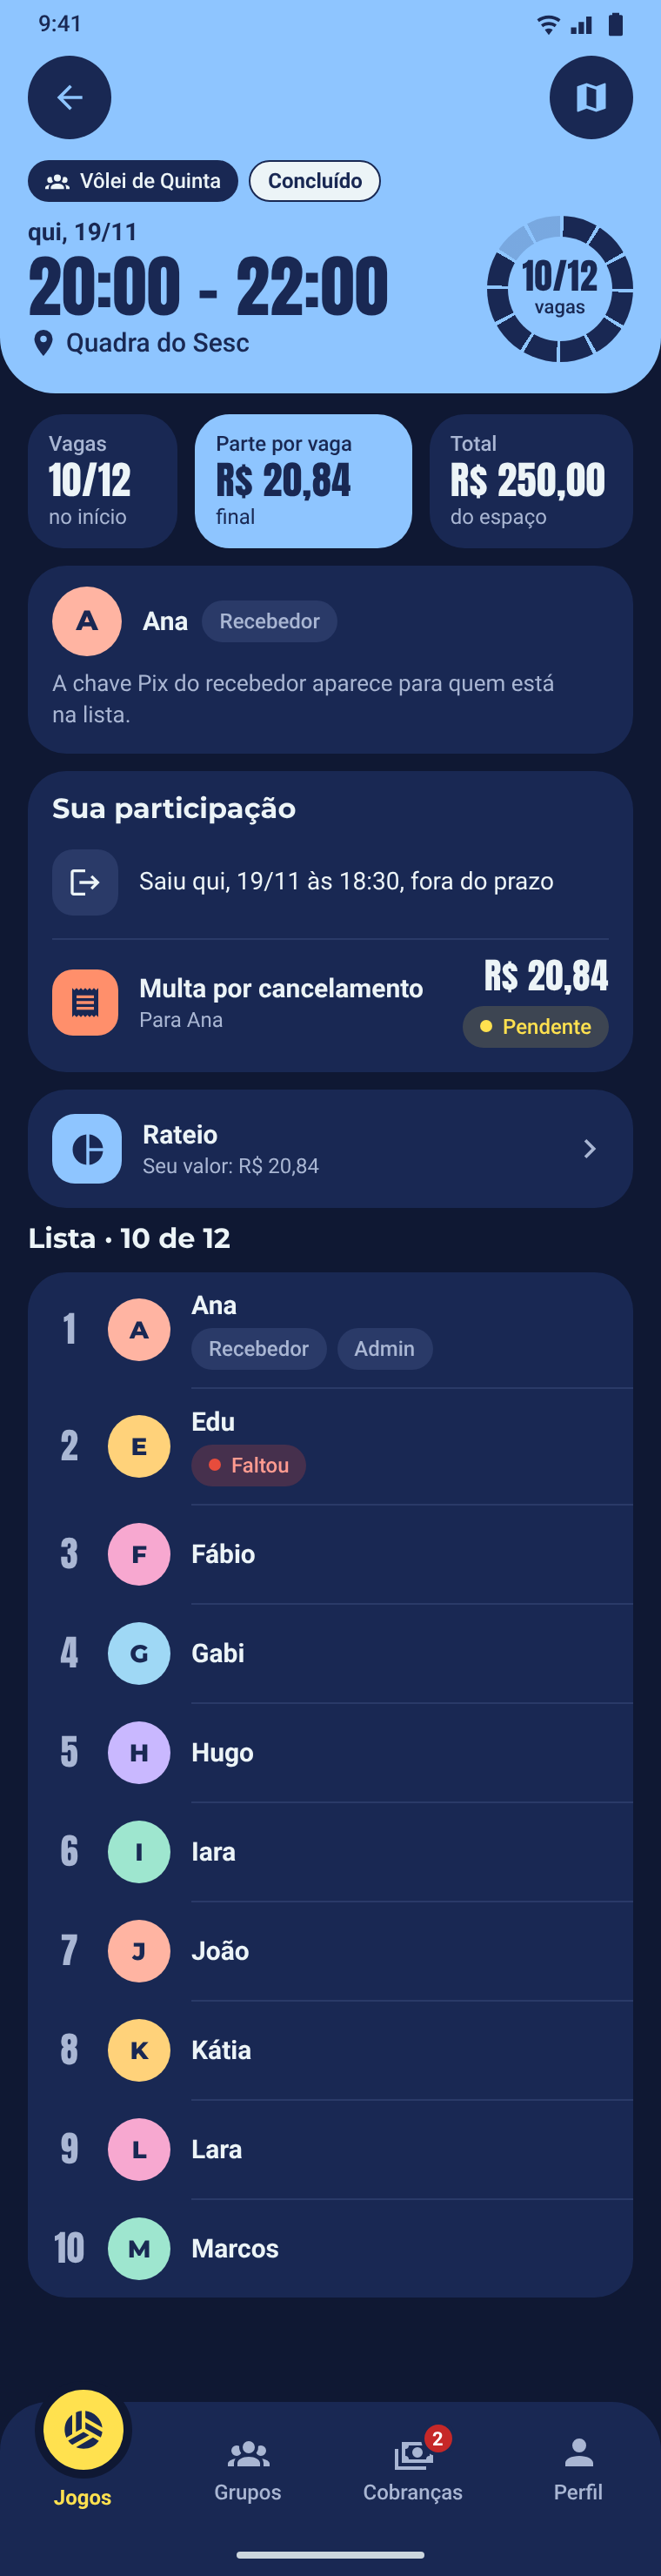 9:41
Vôlei de Quinta
Concluído
qui, 19/11
20:00 - 22:00
Quadra do Sesc
10/12
vagas
Vagas
10/12
no início
Parte por vaga
R$ 20,84
final
Total
R$ 250,00
do espaço
A
Ana
Recebedor
A chave Pix do recebedor aparece para quem está
na lista.
Sua participação
Saiu qui, 19/11 às 18:30, fora do prazo
Multa por cancelamento
Para Ana
R$ 20,84
Pendente
Rateio
Seu valor: R$ 20,84
Lista · 10 de 12
1
A
Ana
Recebedor
Admin
2
E
Edu
Faltou
3
F
Fábio
4
G
Gabi
5
H
Hugo
6
I
Iara
7
J
João
8
K
Kátia
9
L
Lara
10
M
Marcos
Jogos
Grupos
2
Cobranças
Perfil